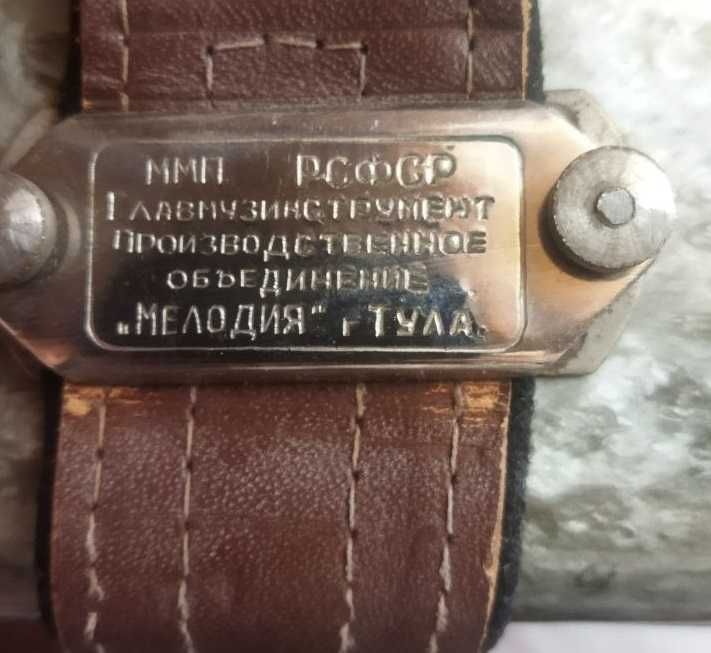 ММП РСФСР
ГЛАВМУЗИНСТРУМЕНТ
ПРОИЗВОДСТВЕННОЕ
ОБЪЕДИНЕНИЕ
„МЕЛОДИЯ" г ТУЛА